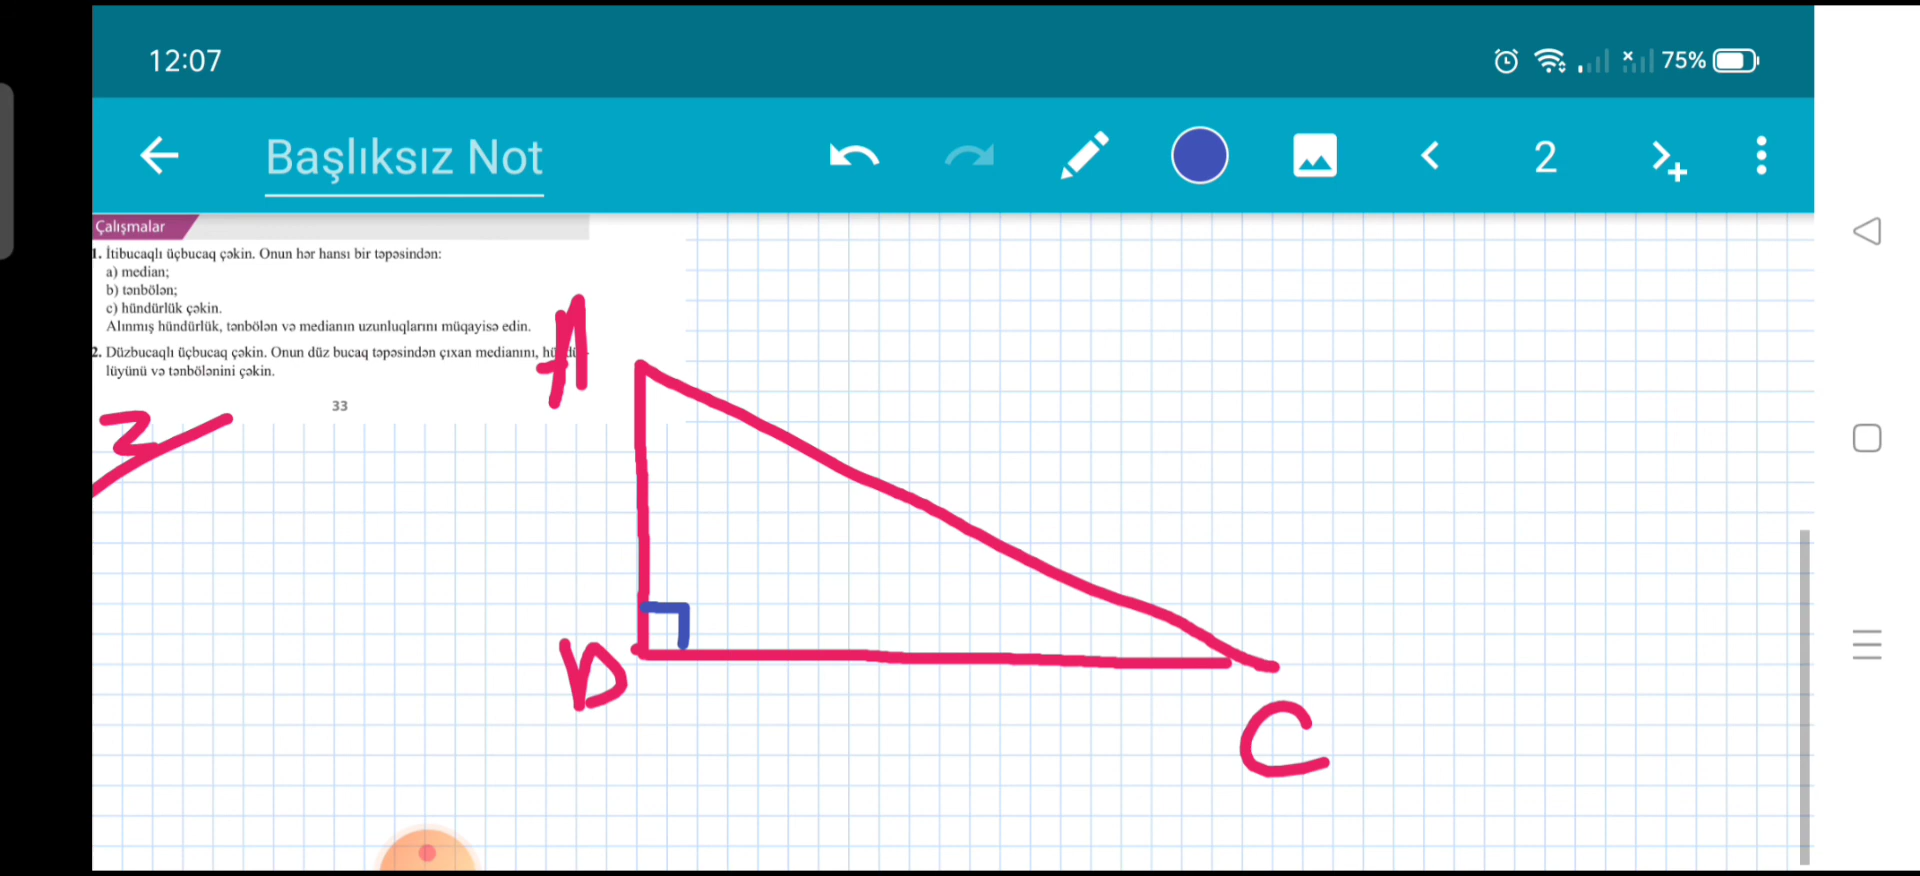 12:07
75%
Başlıksız Not
2
Çalışmalar
1. İtibucaqlı üçbucaq çəkin. Onun hər hansı bir təpəsindən:
a) median;
b) tənbölən;
c) hündürlük çəkin.
Alınmış hündürlük, tənbölən və medianın uzunluqlarını müqayisə edin.
2. Düzbucaqlı üçbucaq çəkin. Onun düz bucaq təpəsindən çıxan medianını,
lüyünü və tənbölənini çəkin.
33
A
C